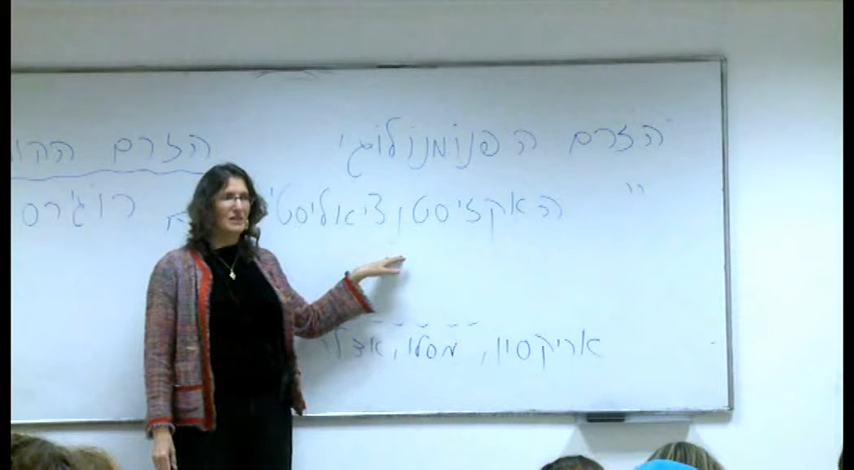 הזרם הפנומנולוגי
" האקזיסטנציאליסטי
אריקסון, מסלו,
הזרם
רוג'רס